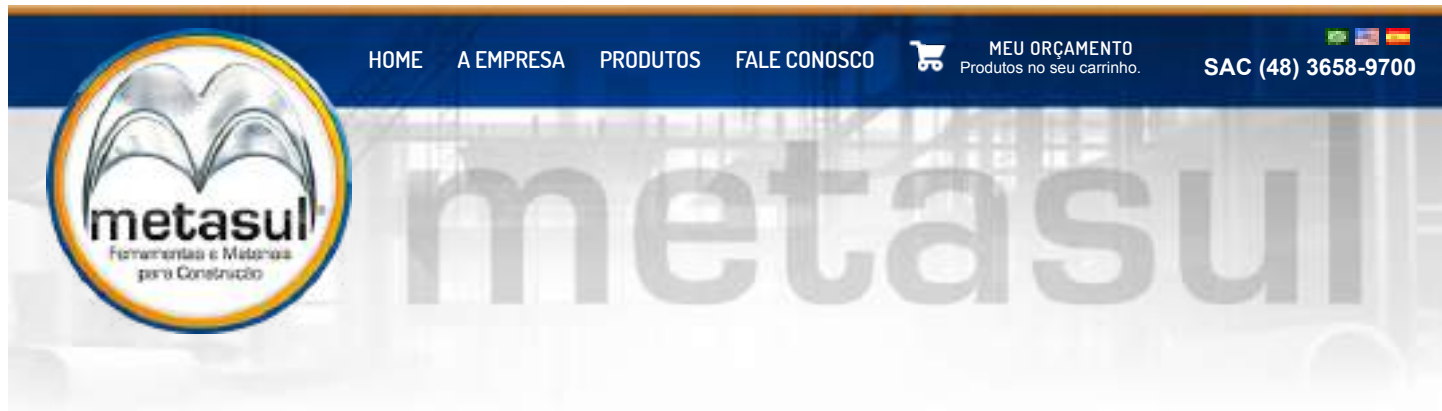 HOME A EMPRESA PRODUTOS FALE CONOSCO
MEU ORÇAMENTO
Produtos no seu carrinho.
SAC (48) 3658-9700
metasul
Ferramentas e Materiais
para Construção
metasul